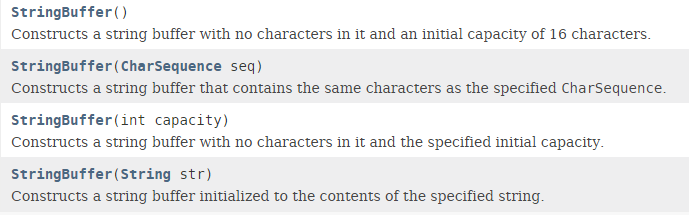 StringBuffer()
Constructs a string buffer with no characters in it and an initial capacity of 16 characters.
StringBuffer(CharSequence seq)
Constructs a string buffer that contains the same characters as the specified CharSequence.
StringBuffer(int capacity)
Constructs a string buffer with no characters in it and the specified initial capacity.
StringBuffer(String str)
Constructs a string buffer initialized to the contents of the specified string.